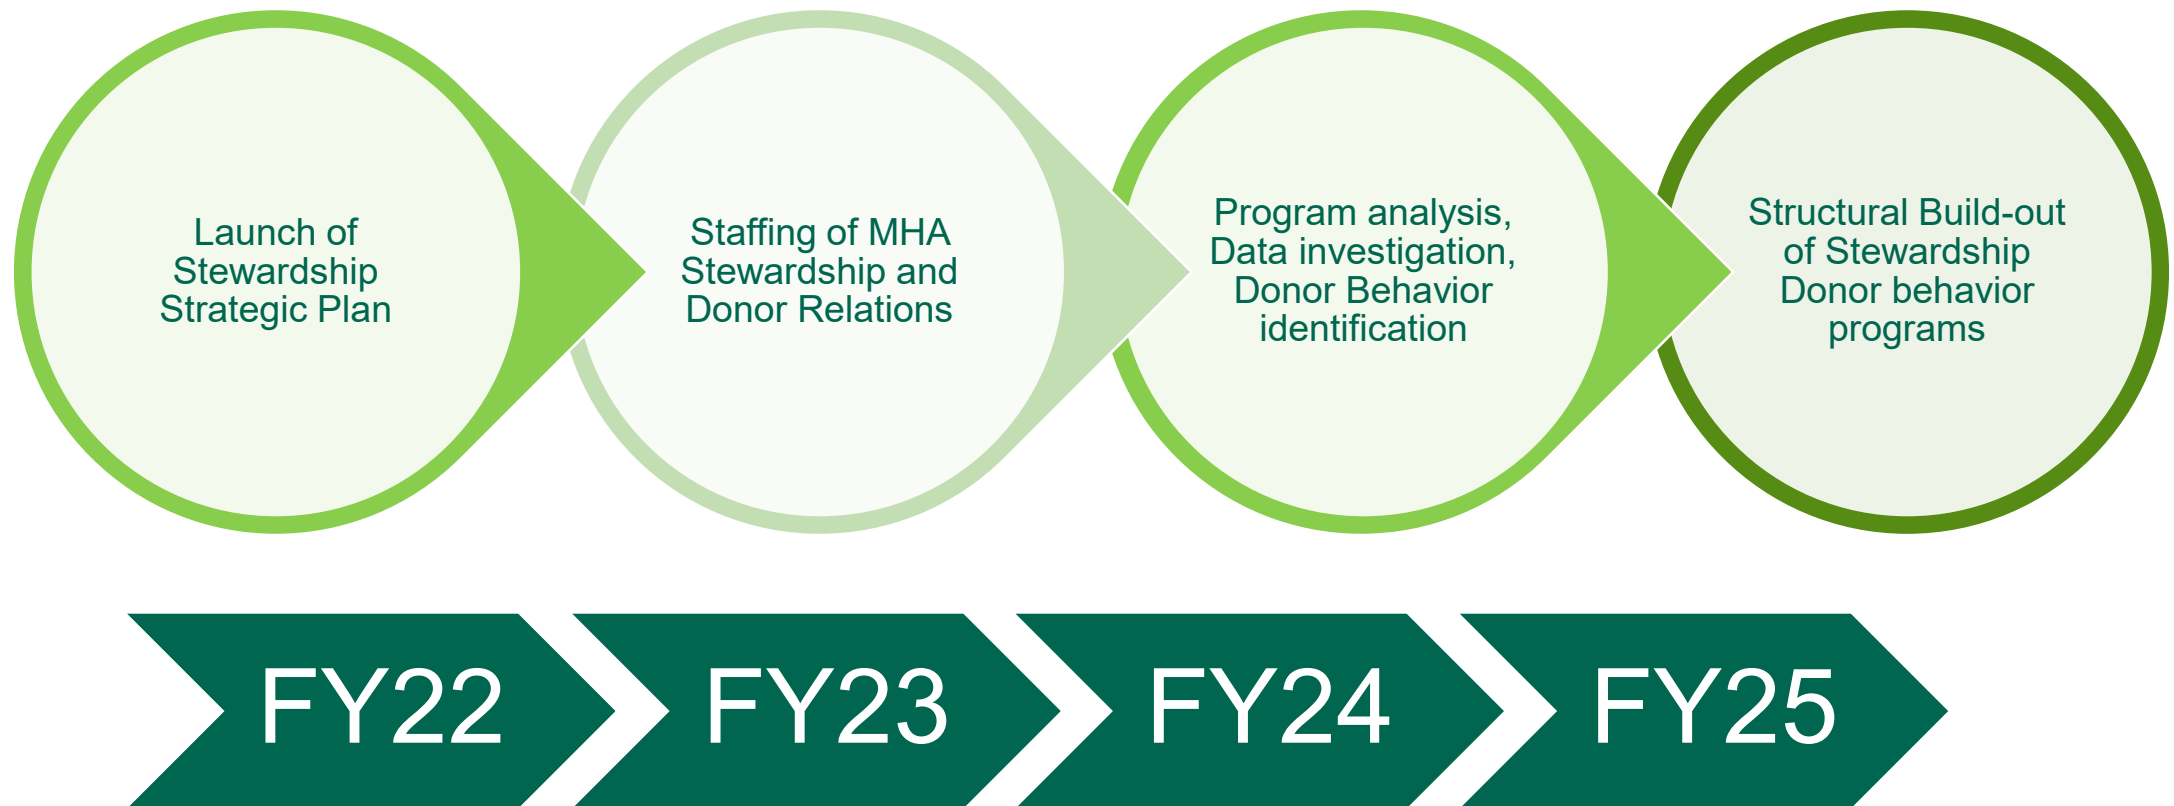 Launch of
Stewardship
Strategic Plan
Staffing of MHA
Stewardship and
Donor Relations
Program analysis,
Data investigation,
Donor Behavior
identification
Structural Build-out
of Stewardship
Donor behavior
programs
FY22
FY23
FY24
FY25